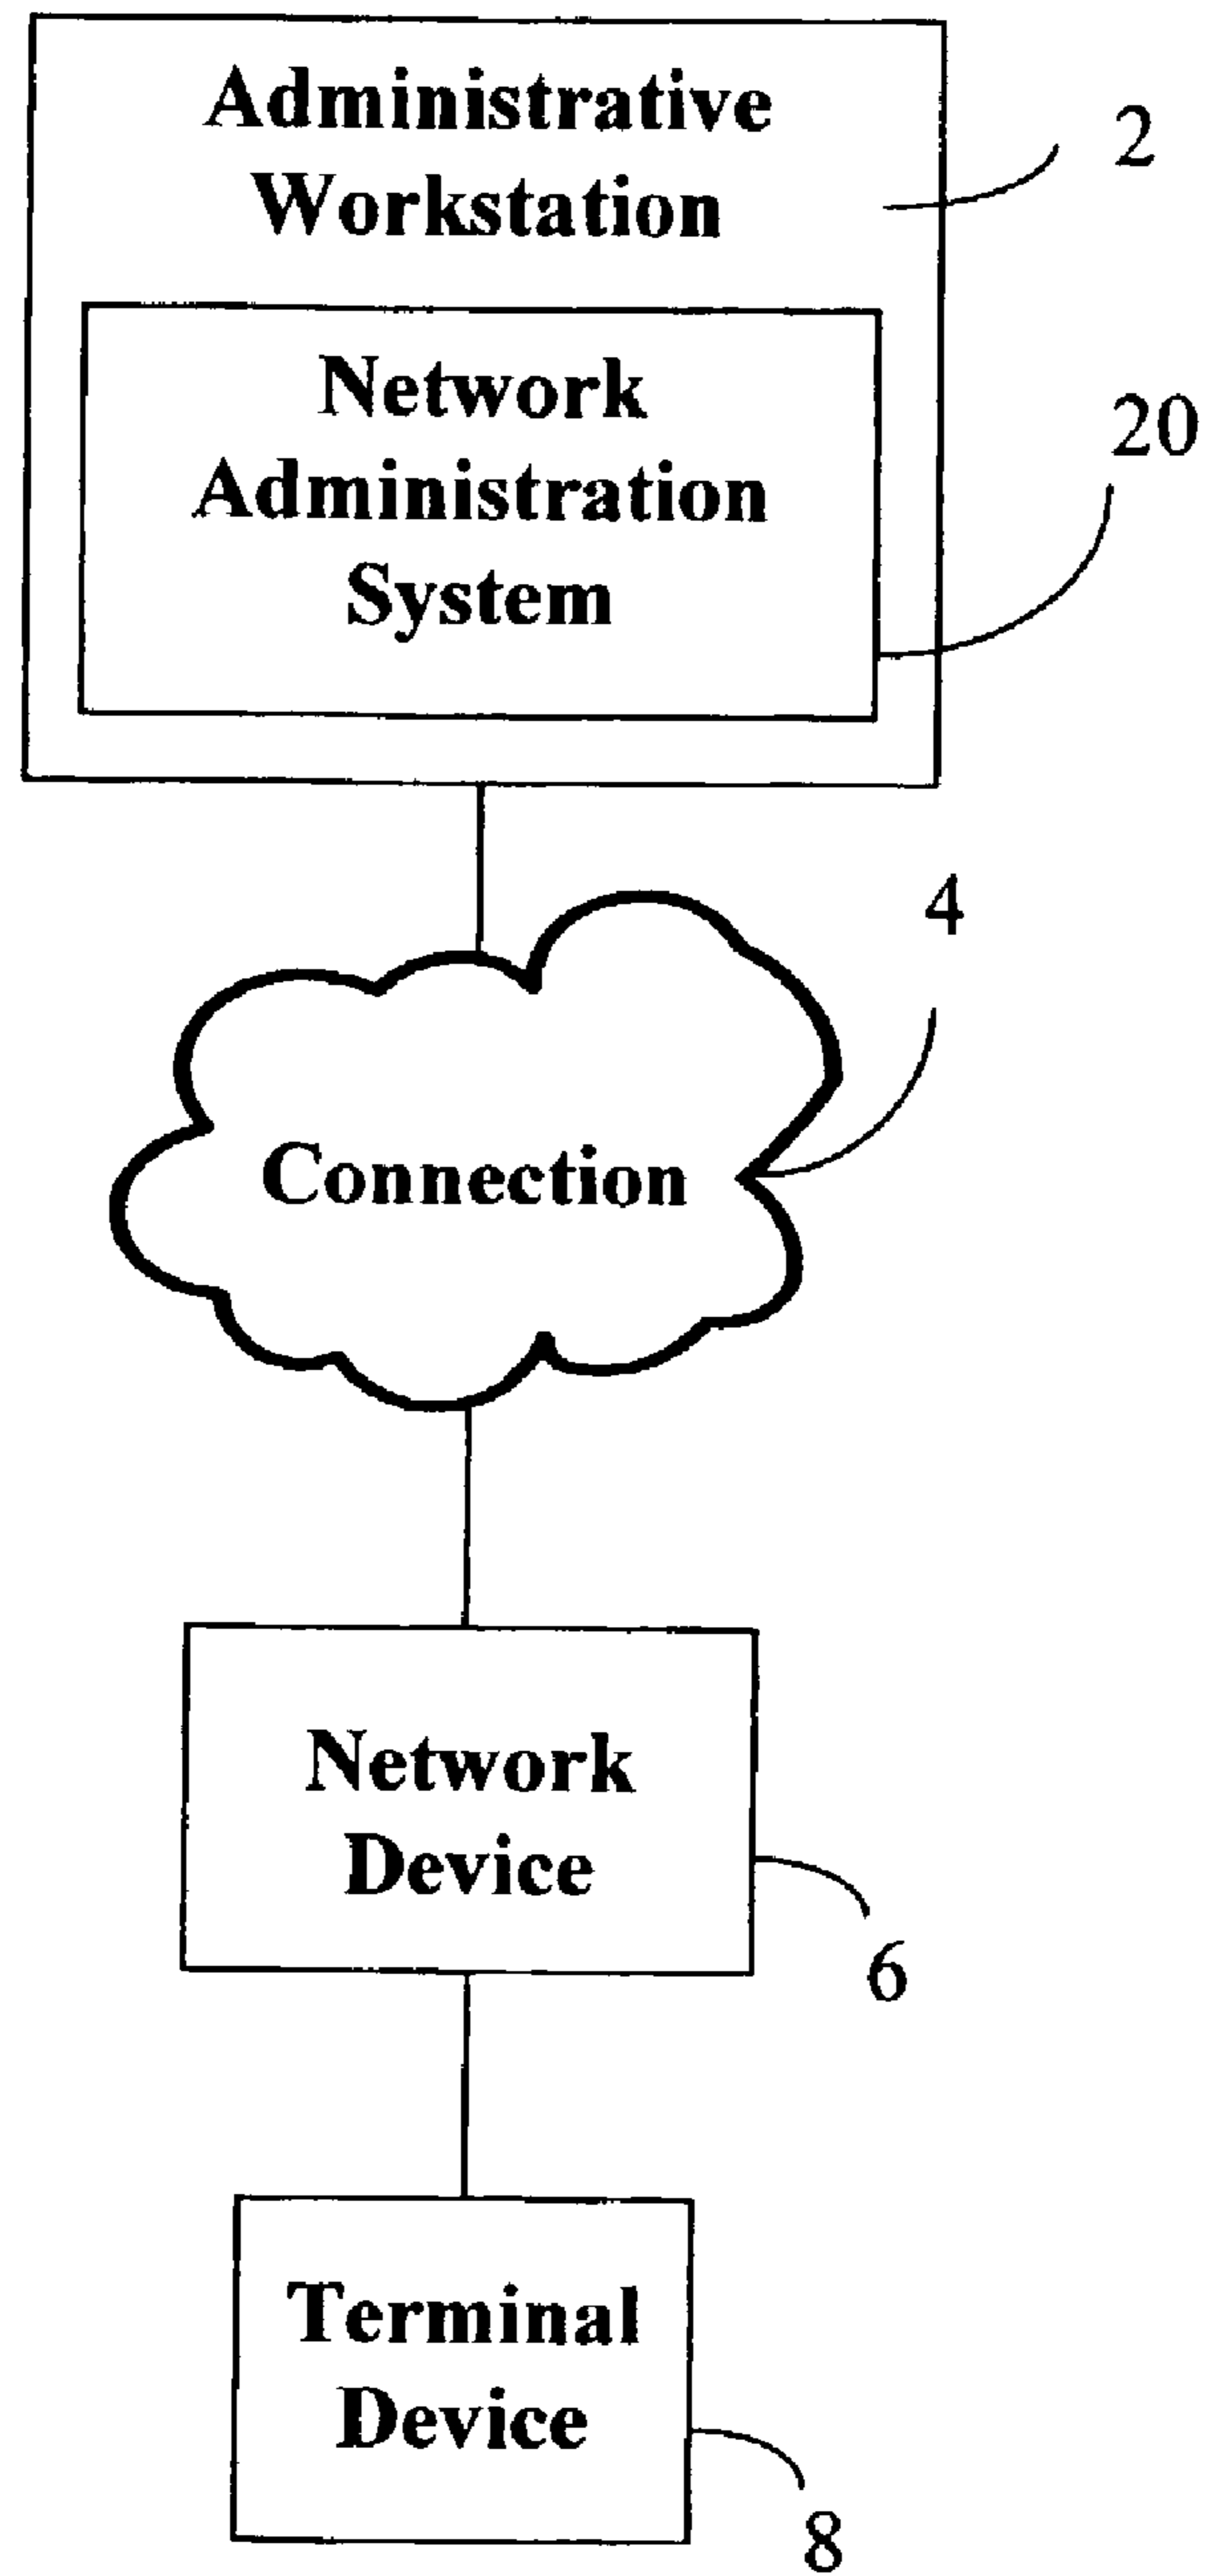 Administrative
Workstation
2
Network
Administration
System
20
4
Connection
Network
Device
6
Terminal
Device
8